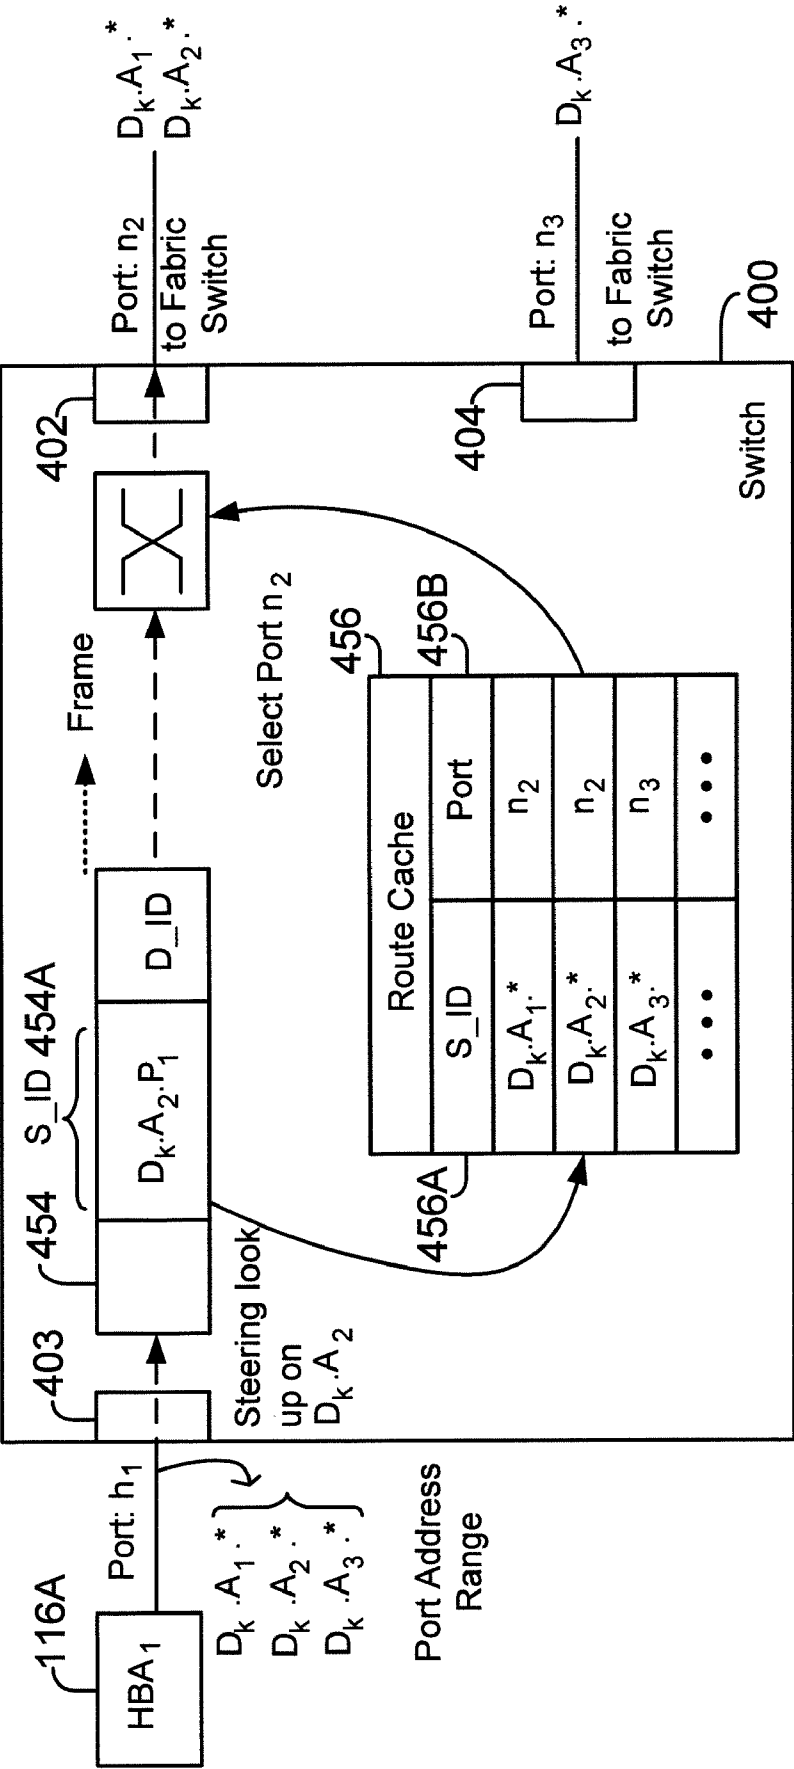 116A
HBA1
Port: h1
Dk.A1.*
Dk.A2.*
Dk.A3.*
Port Address
Range
403
454
S_ID 454A
Dk.A2.P1
D_ID
Frame
Steering look
up on
Dk.A2
Select Port n2
402
Port: n2
to Fabric
Switch
Dk.A1.*
Dk.A2.*
456
Route Cache
456A
S_ID
Port
456B
Dk.A1.*
n2
Dk.A2.*
n2
Dk.A3.*
n3
404
Port: n3
to Fabric
Switch
Dk.A3.*
Switch
400